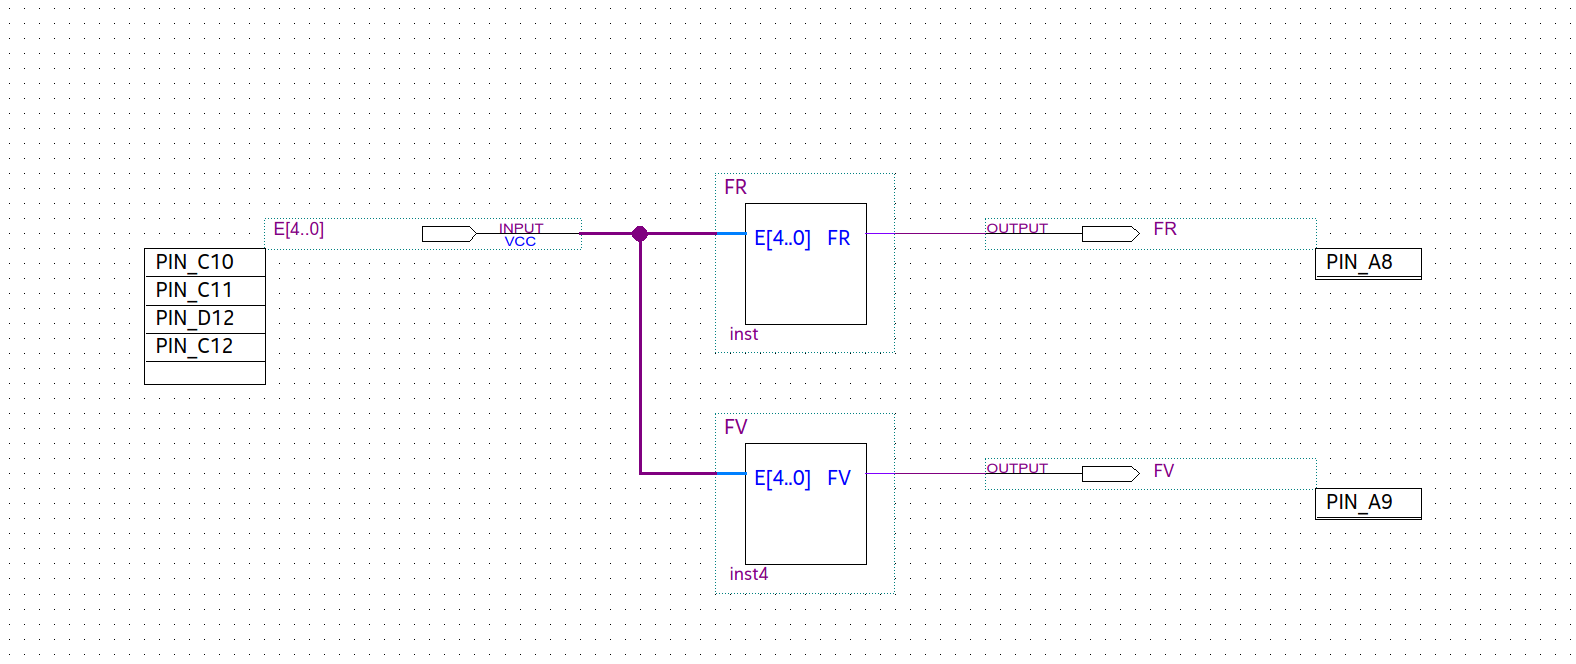 FR
E[4..0]
INPUT
VCC
E[4..0] FR
OUTPUT
FR
PIN_C10
PIN_C11
PIN_D12
PIN_C12
PIN_A8
inst
FV
E[4..0] FV
OUTPUT
FV
PIN_A9
inst4